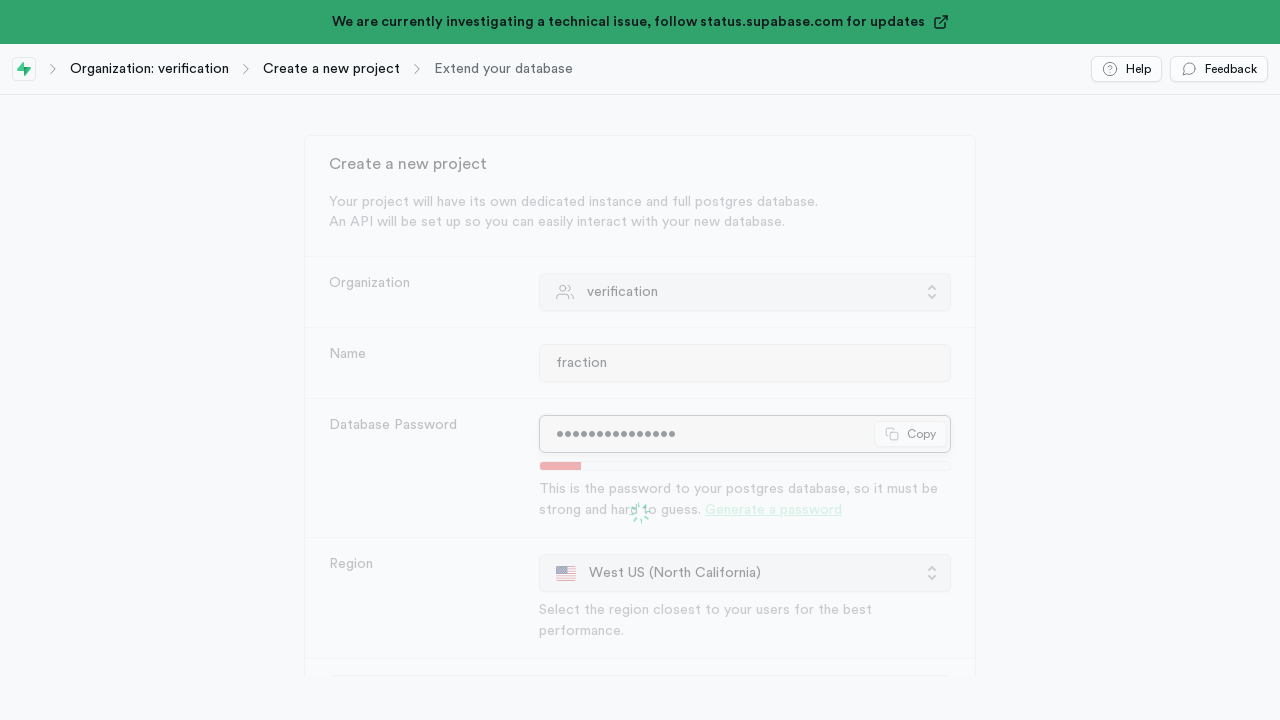 We are currently investigating a technical issue, follow status.supabase.com for updates
Organization: verification
Create a new project
Extend your database
Help
Feedback
Create a new project
Your project will have its own dedicated instance and full postgres database.
An API will be set up so you can easily interact with your new database.
Organization
verification
Name
fraction
Database Password
•••••••••••••••
Copy
This is the password to your postgres database, so it must be
strong and hard to guess. Generate a password
Region
West US (North California)
Select the region closest to your users for the best
performance.